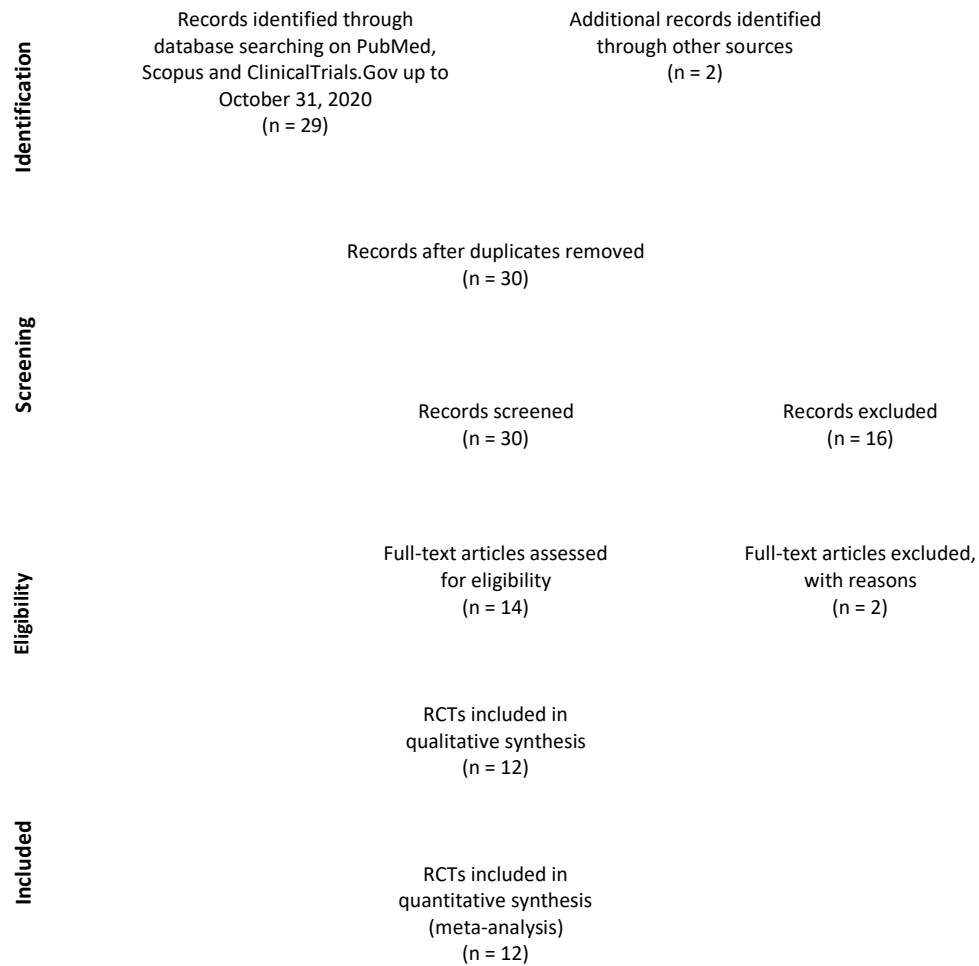 Identification
Records identified through
database searching on PubMed,
Scopus and ClinicalTrials.Gov up to
October 31, 2020
(n = 29)
Additional records identified
through other sources
(n = 2)
Records after duplicates removed
(n = 30)
Screening
Records screened
(n = 30)
Records excluded
(n = 16)
Eligibility
Full-text articles assessed
for eligibility
(n = 14)
Full-text articles excluded,
with reasons
(n = 2)
RCTs included in
qualitative synthesis
(n = 12)
Included
RCTs included in
quantitative synthesis
(meta-analysis)
(n = 12)